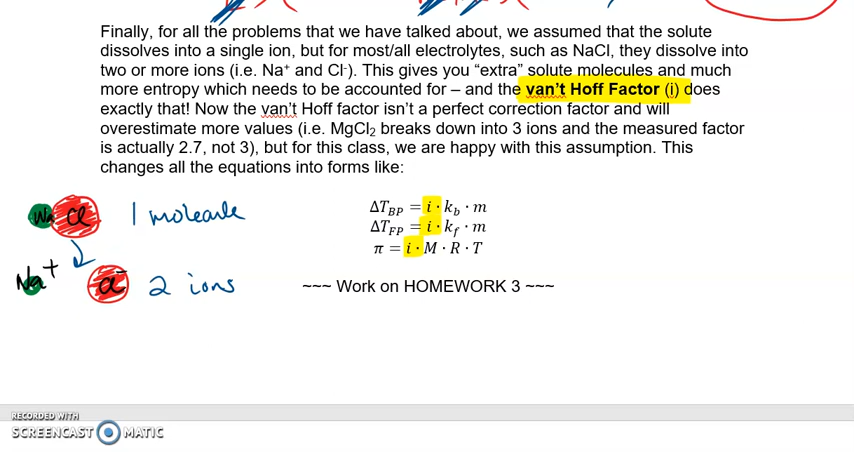 Finally, for all the problems that we have talked about, we assumed that the solute
dissolves into a single ion, but for most/all electrolytes, such as NaCl, they dissolve into
two or more ions (i.e. Na⁺ and Cl⁻). This gives you “extra” solute molecules and much
more entropy which needs to be accounted for – and the van’t Hoff Factor (i) does
exactly that! Now the van’t Hoff factor isn’t a perfect correction factor and will
overestimate more values (i.e. MgCl₂ breaks down into 3 ions and the measured factor
is actually 2.7, not 3), but for this class, we are happy with this assumption. This
changes all the equations into forms like:
ΔT_BP = i · k_b · m
Na Cl 1 molecule
ΔT_FP = i · k_f · m
π = i · M · R · T
Na⁺ Cl⁻ 2 ions
~~~ Work on HOMEWORK 3 ~~~
RECORDED WITH
SCREENCAST MATIC